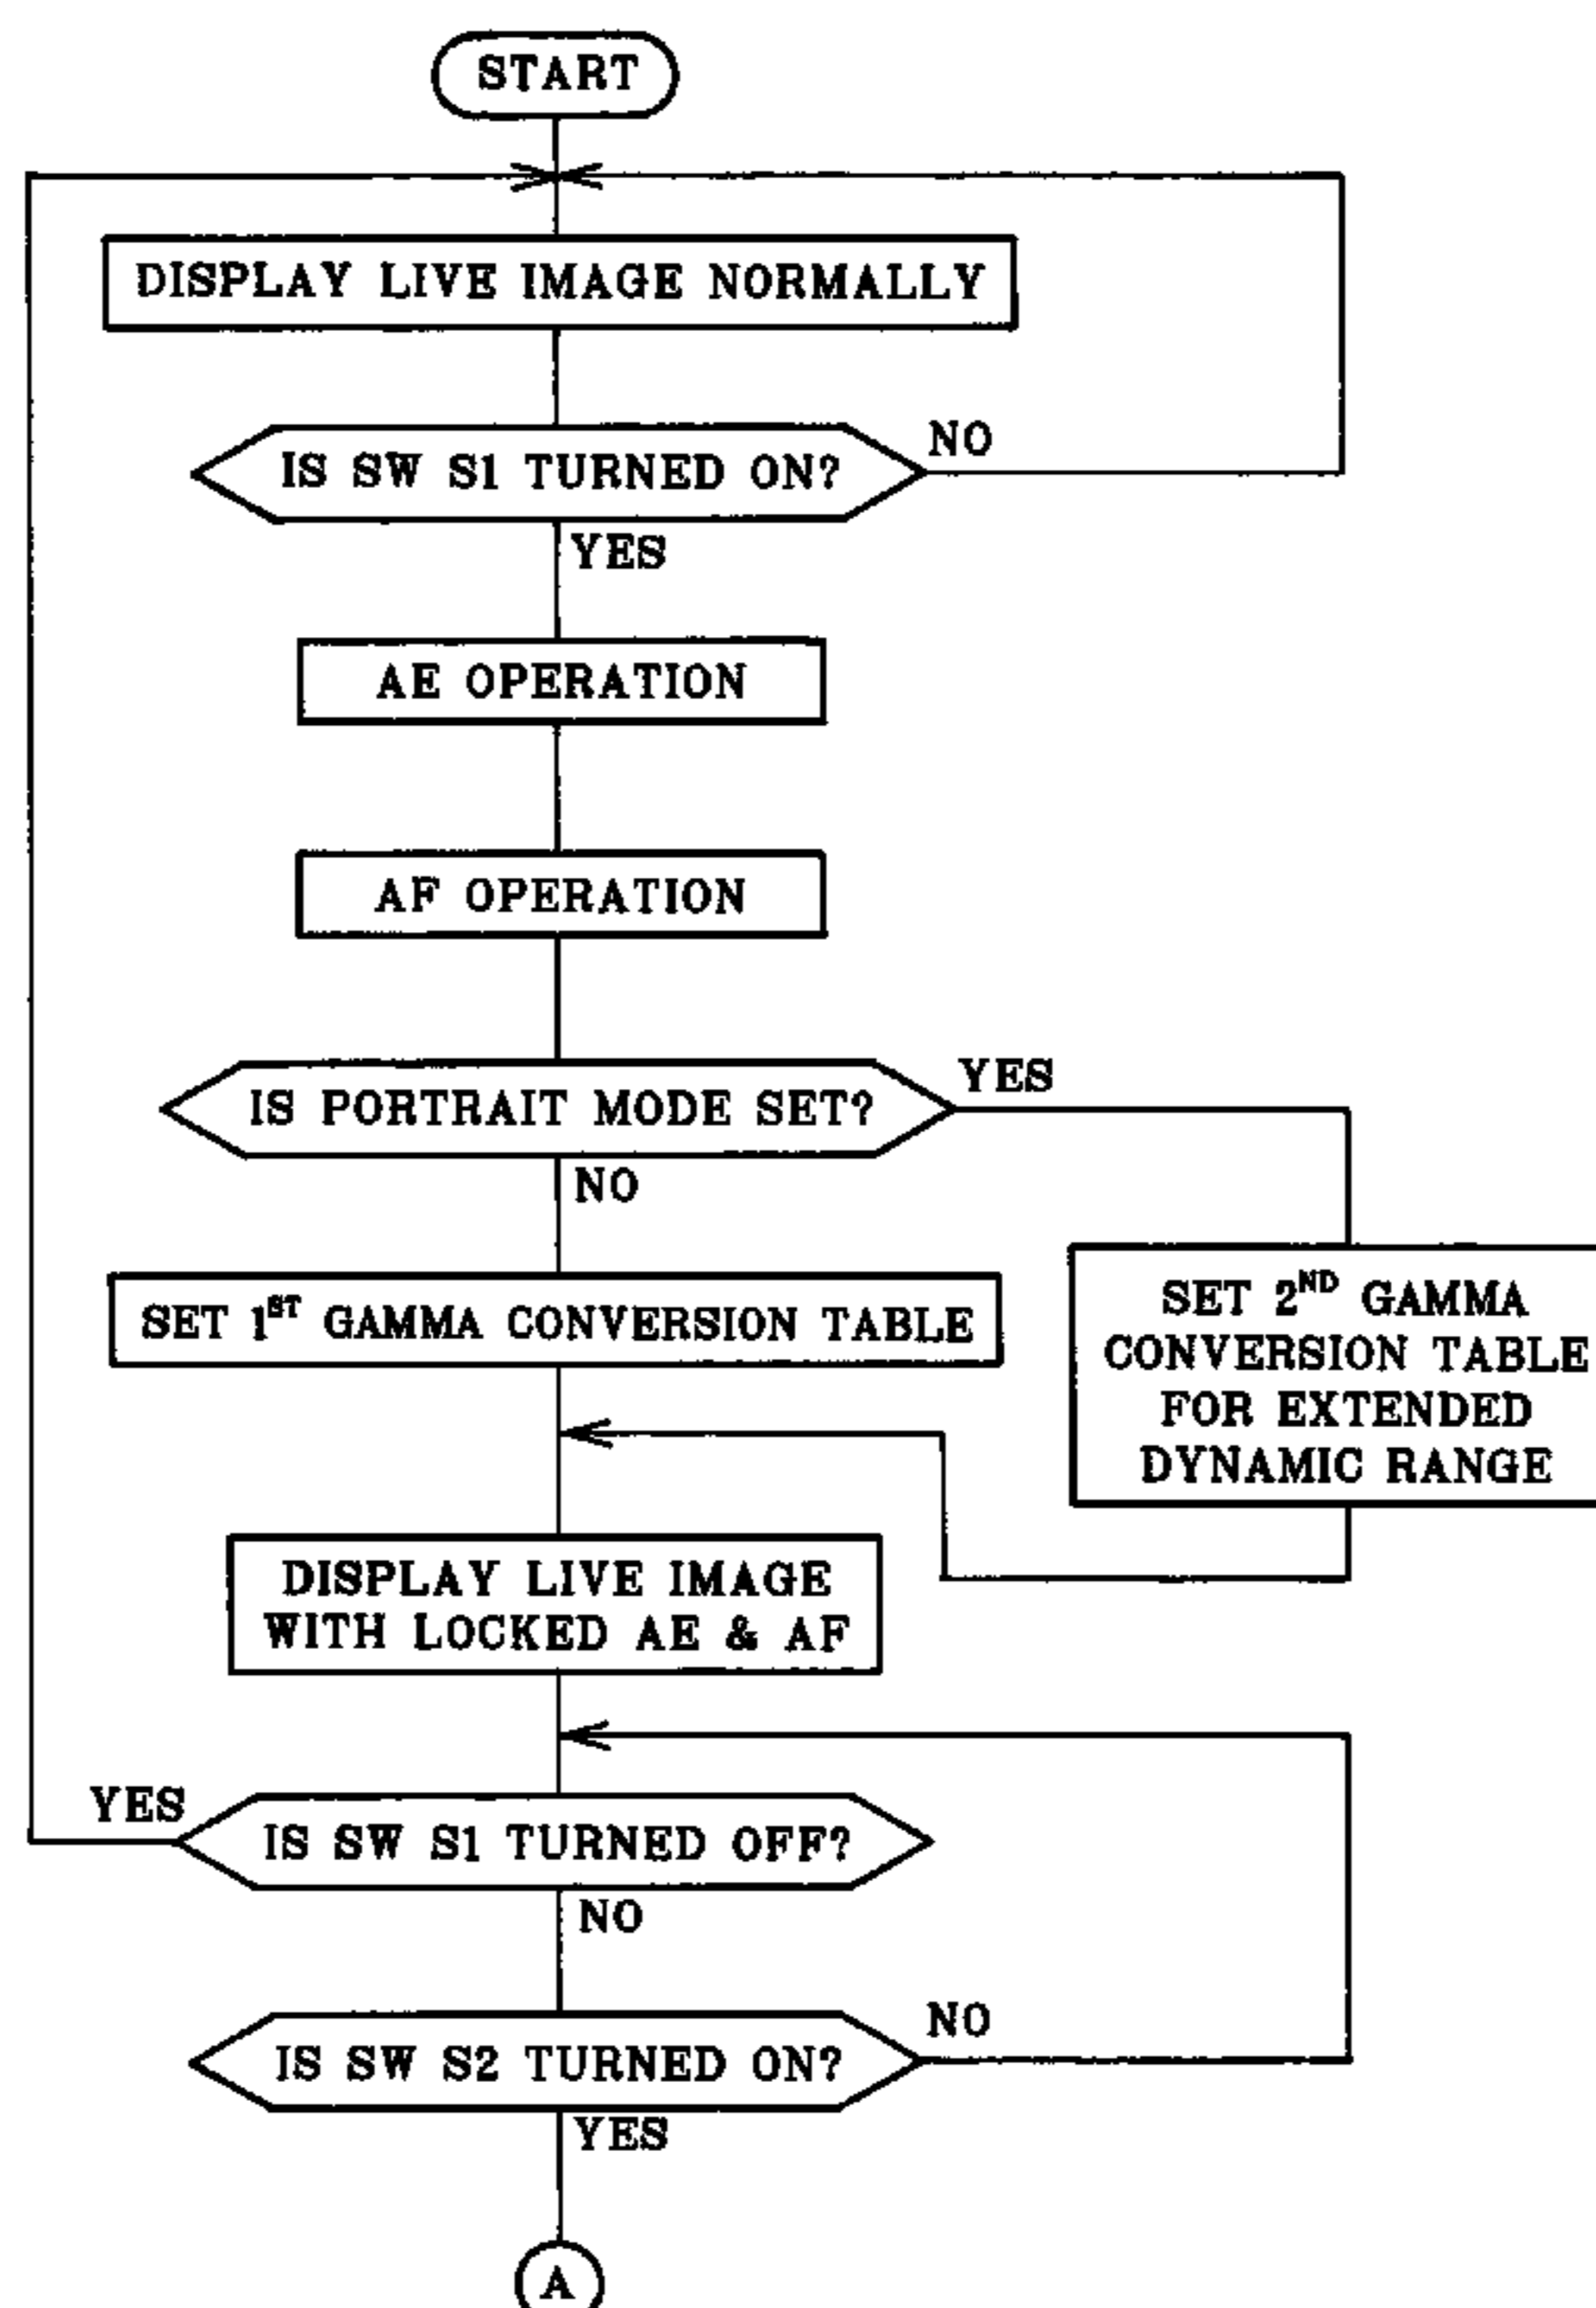 START
DISPLAY LIVE IMAGE NORMALLY
IS SW S1 TURNED ON?
NO
YES
AE OPERATION
AF OPERATION
IS PORTRAIT MODE SET?
YES
NO
SET 1ST GAMMA CONVERSION TABLE
SET 2ND GAMMA
CONVERSION TABLE
FOR EXTENDED
DYNAMIC RANGE
DISPLAY LIVE IMAGE
WITH LOCKED AE & AF
YES
IS SW S1 TURNED OFF?
NO
IS SW S2 TURNED ON?
NO
YES
A